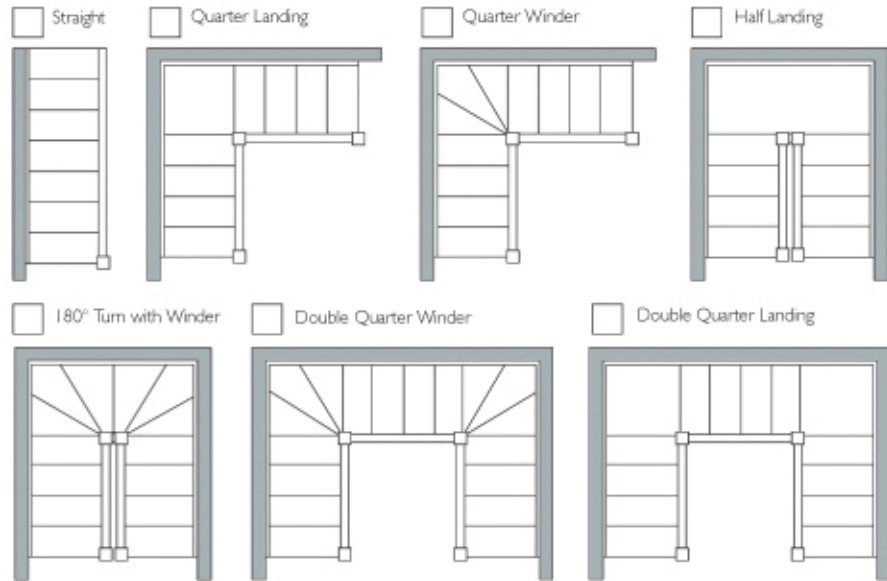 Straight
Quarter Landing
Quarter Winder
Half Landing
180° Turn with Winder
Double Quarter Winder
Double Quarter Landing